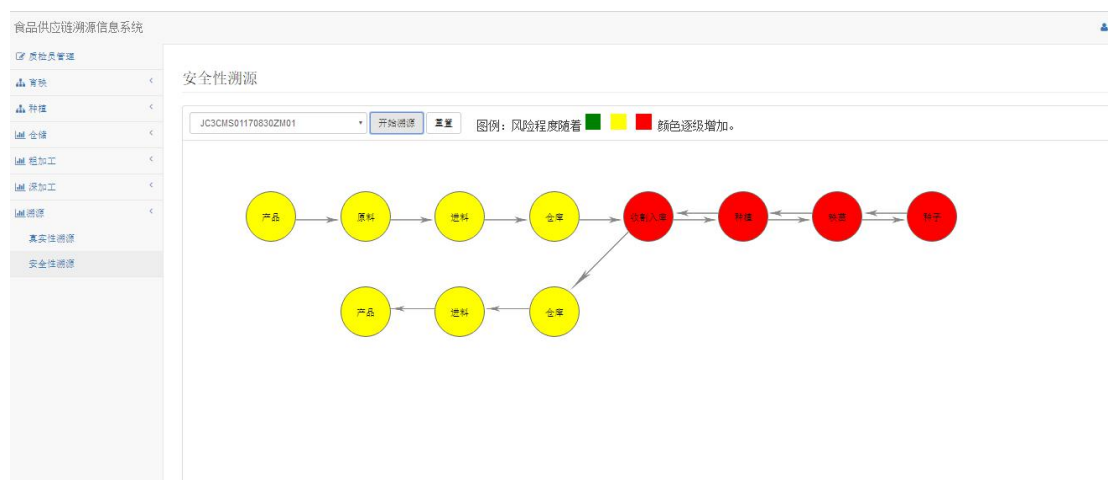 食品供应链溯源信息系统
质检员管理
育秧
种植
仓储
粗加工
深加工
溯源
真实性溯源
安全性溯源
安全性溯源
JC3CMS01170830ZM01 开始溯源 重置 图例：风险程度随着 颜色逐级增加。
产品 原料 进料 仓库 收割入库 种植 种苗 种子
产品 进料 仓库